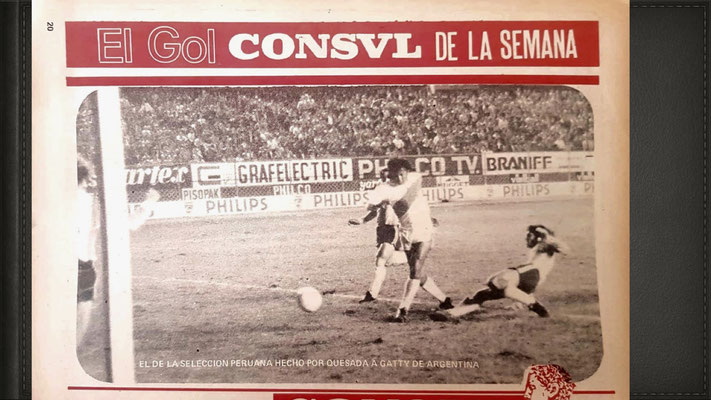 20
El Gol CONSVL DE LA SEMANA
GRAFELECTRIC PHILCO TV. BRANIFF
PISOPAK PHILCO
PHILIPS PHILIPS PHILIPS
EL DE LA SELECCION PERUANA HECHO POR QUESADA A GATTY DE ARGENTINA